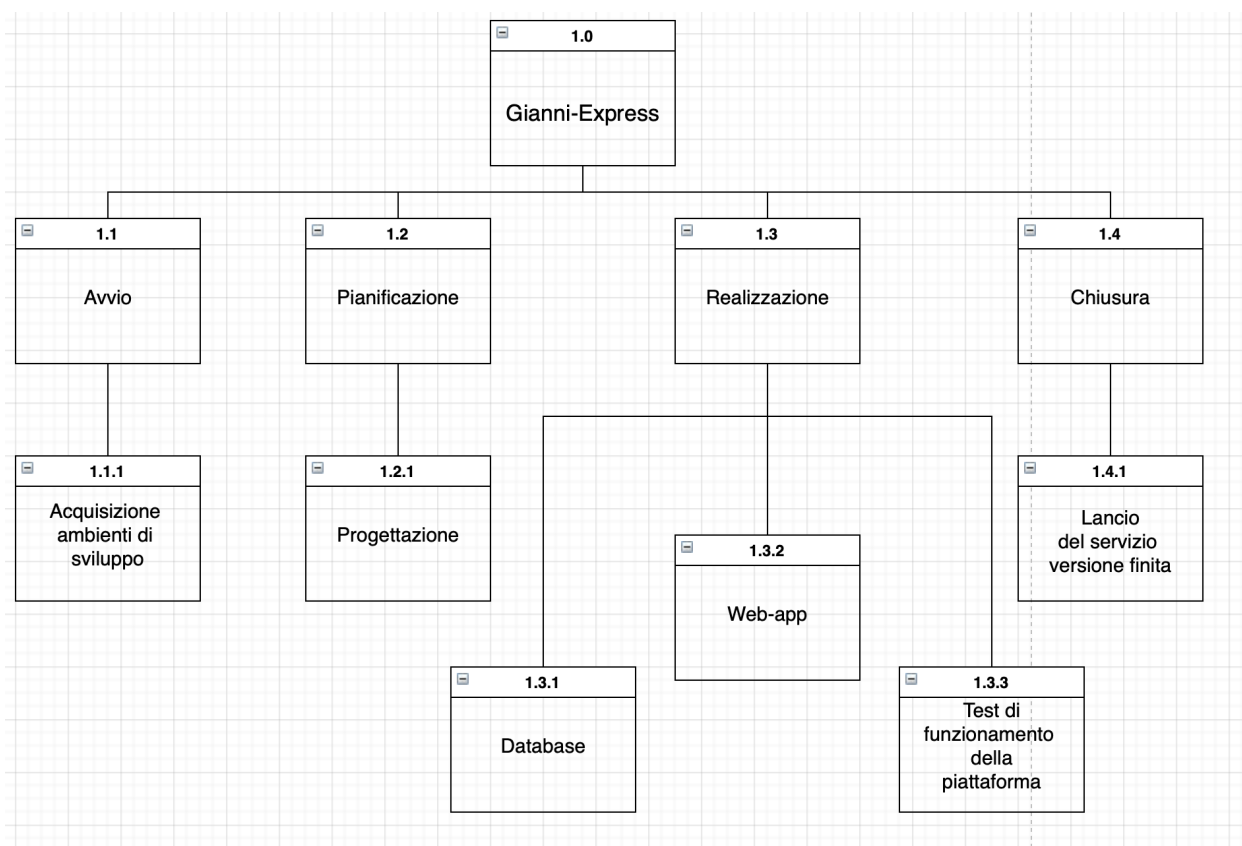 1.0
Gianni-Express
1.1
Avvio
1.2
Pianificazione
1.3
Realizzazione
1.4
Chiusura
1.1.1
Acquisizione
ambienti di
sviluppo
1.2.1
Progettazione
1.4.1
Lancio
del servizio
versione finita
1.3.2
Web-app
1.3.1
Database
1.3.3
Test di
funzionamento
della
piattaforma